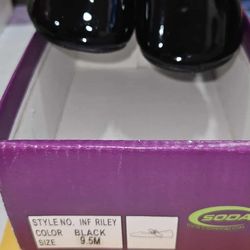 STYLE NO. INF RILEY
COLOR BLACK
SIZE 9.5M
SODA